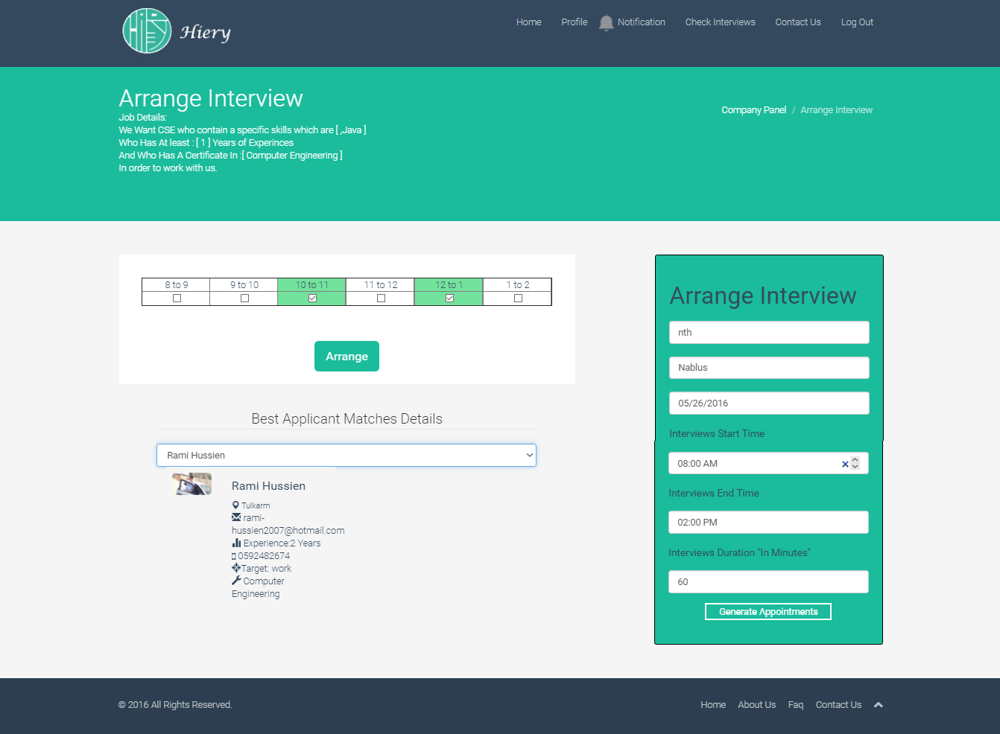 Hiery
Home Profile Notification Check Interviews Contact Us Log Out
Arrange Interview
Job Details:
We Want CSE who contain a specific skills which are [ ,Java ]
Who Has At least : [ 1 ] Years of Experinces
And Who Has A Certificate In :[ Computer Engineering ]
In order to work with us.
Company Panel / Arrange Interview
8 to 9 9 to 10 10 to 11 11 to 12 12 to 1 1 to 2
Arrange
Best Applicant Matches Details
Rami Hussien
Rami Hussien
Tulkarm
rami-
hussien2007@hotmail.com
Experience:2 Years
0592482674
Target: work
Computer
Engineering
Arrange Interview
nth
Nablus
05/26/2016
Interviews Start Time
08:00 AM
Interviews End Time
02:00 PM
Interviews Duration "In Minutes"
60
Generate Appointments
© 2016 All Rights Reserved.
Home About Us Faq Contact Us